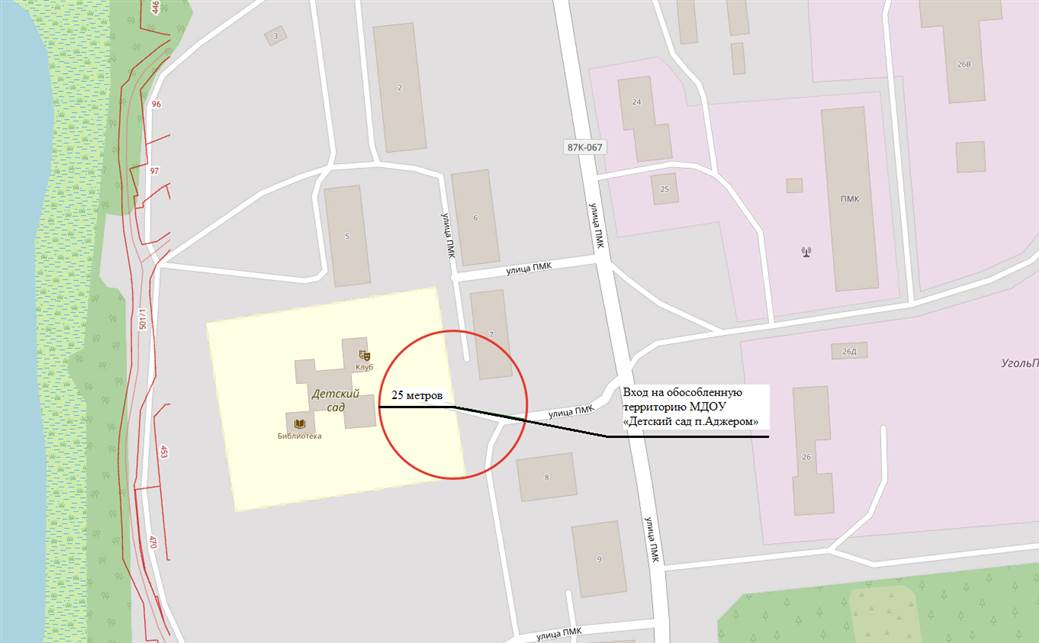 446
3
2
26В
24
96
87К-067
97
25
ПМК
улица ПМК
6
улица ПМК
5
улица ПМК
501/1
7
26Д
УгольП
Клуб
Детский
сад
25 метров
Вход на обособленную
территорию МДОУ
«Детский сад п.Аджером»
улица ПМК
Библиотека
453
26
8
470
улица ПМК
9
улица ПМК